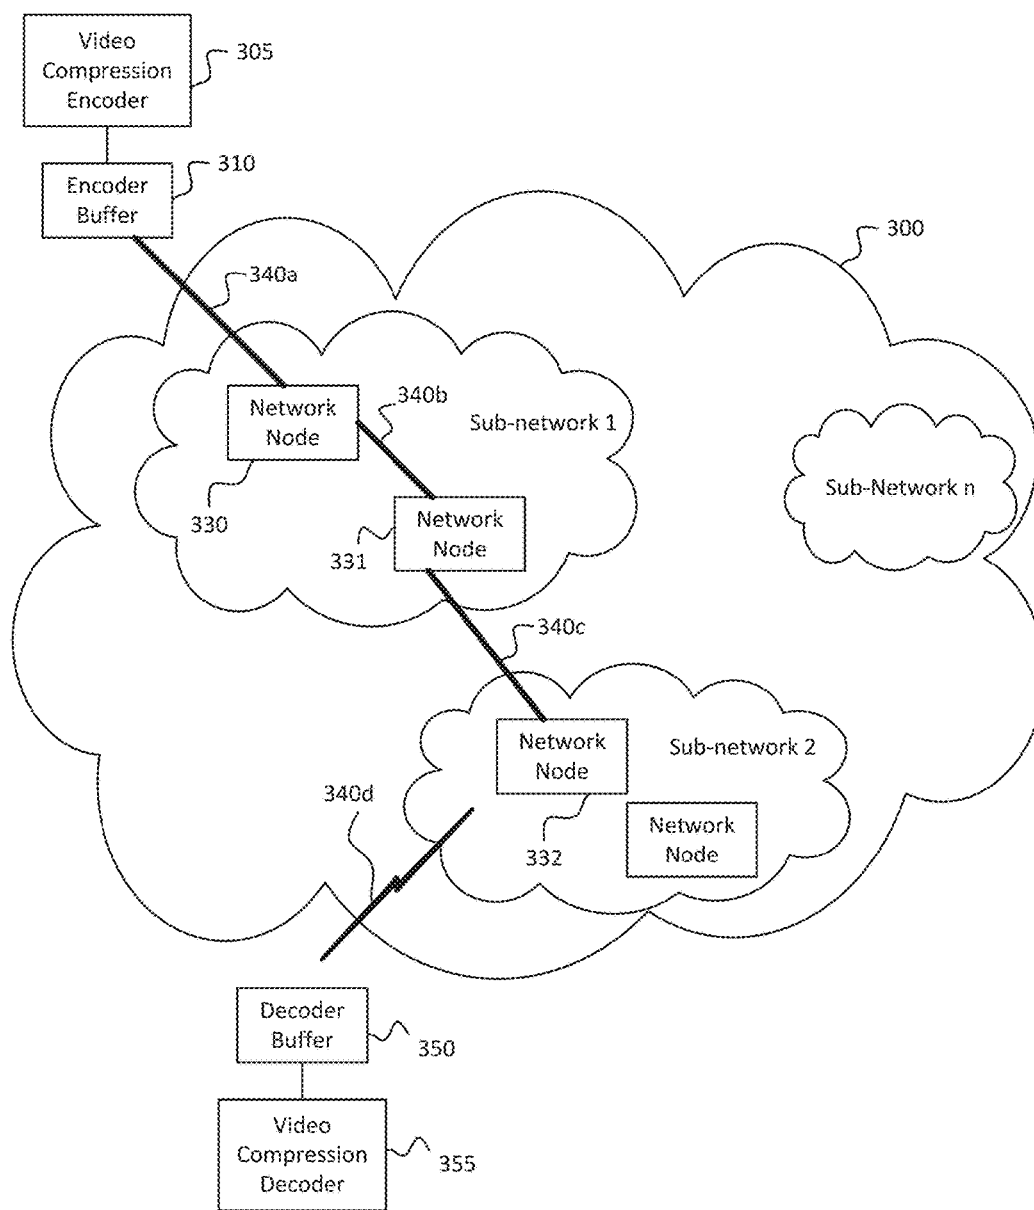 Video
Compression
Encoder
305
Encoder
Buffer
310
300
340a
Network
Node
340b
Sub-network 1
Sub-Network n
330
Network
Node
331
340c
Network
Node
Sub-network 2
340d
332
Network
Node
Decoder
Buffer
350
Video
Compression
Decoder
355